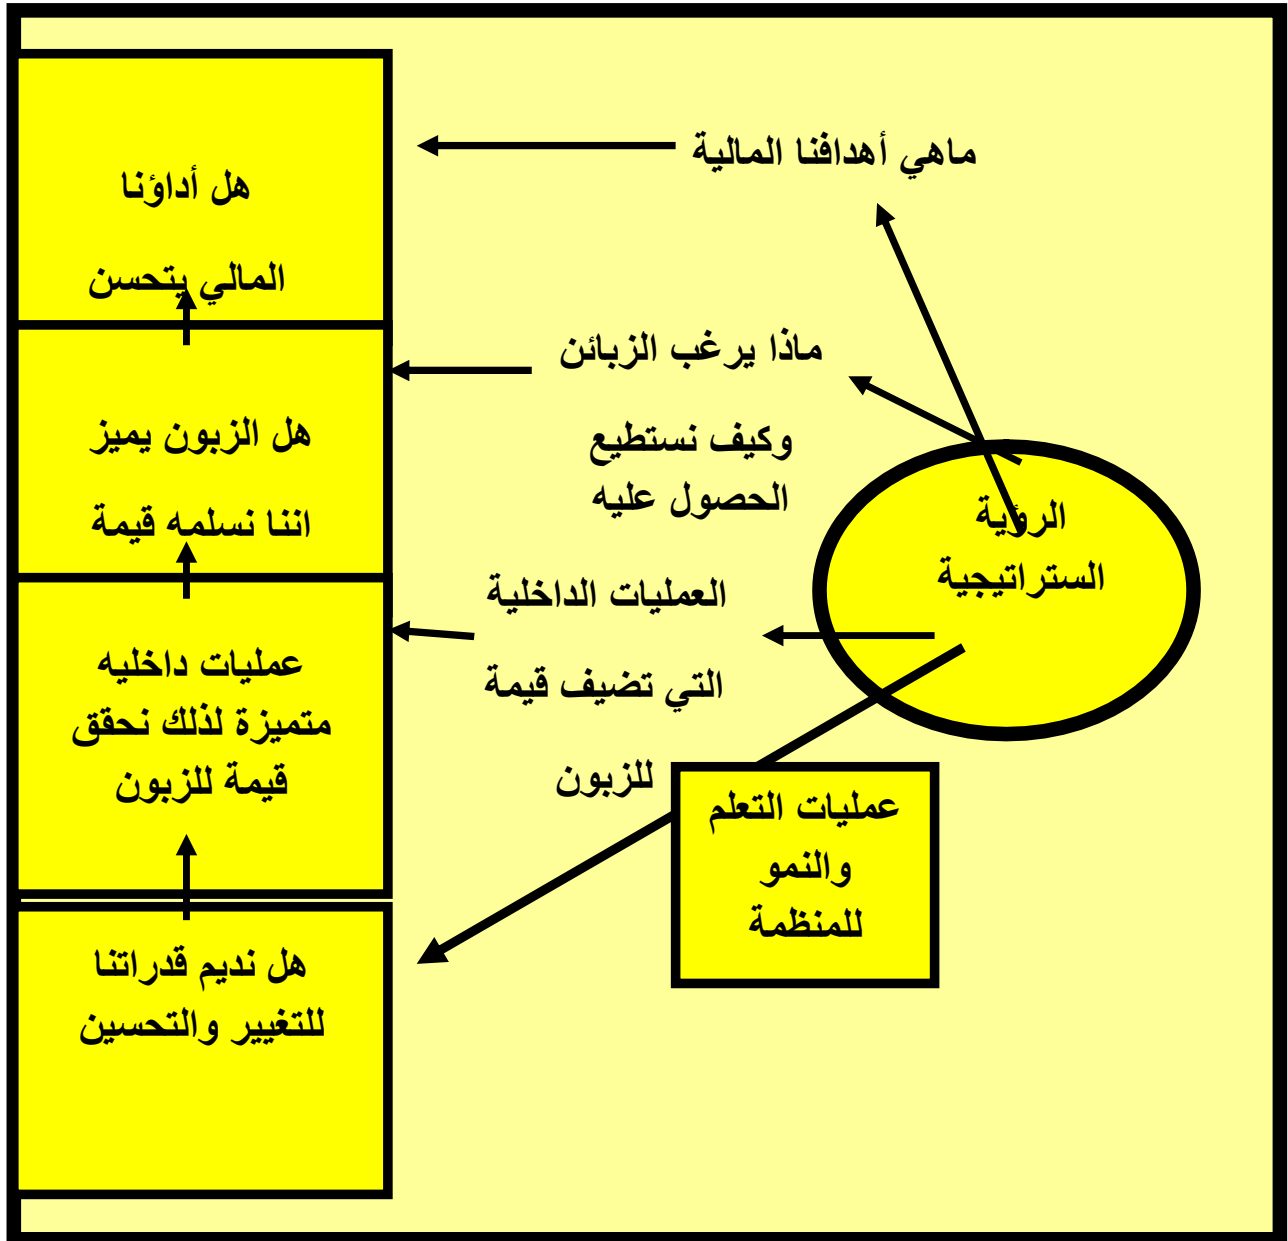 ماهي أهدافنا المالية
هل أداؤنا
المالي يتحسن
ماذا يرغب الزبائن
وكيف نستطيع
الحصول عليه
هل الزبون يميز
اننا نسلمه قيمة
الرؤية
الستراتيجية
العمليات الداخلية
التي تضيف قيمة
للزبون
عمليات داخليه
متميزة لذلك نحقق
قيمة للزبون
عمليات التعلم
والنمو
للمنظمة
هل نديم قدراتنا
للتغيير والتحسين